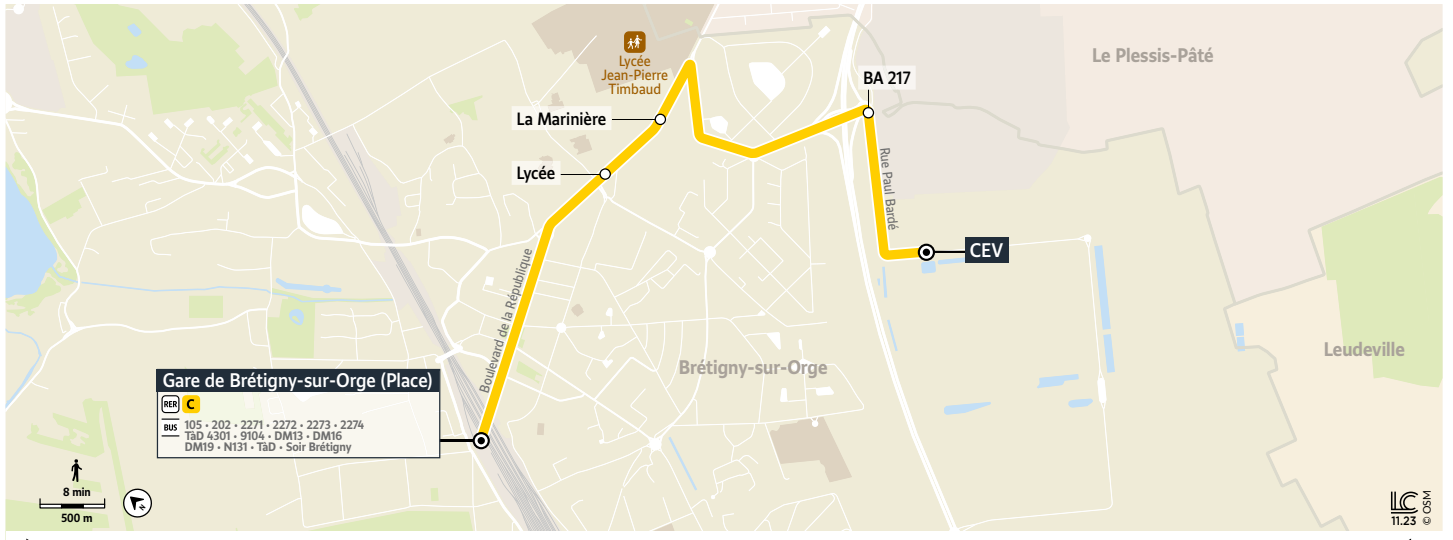 Le Plessis-Pâté
Lycée
Jean-Pierre
Timbaud
BA 217
La Marinière
Lycée
Rue Paul Bardé
CEV
Boulevard de la République
Brétigny-sur-Orge
Leudeville
Gare de Brétigny-sur-Orge (Place)
RER C
BUS 105 • 202 • 2271 • 2272 • 2273 • 2274
TàD 4301 • 9104 • DM13 • DM16
DM19 • N131 • TàD • Soir Brétigny
8 min
500 m
N
LC
11.23 © OSM